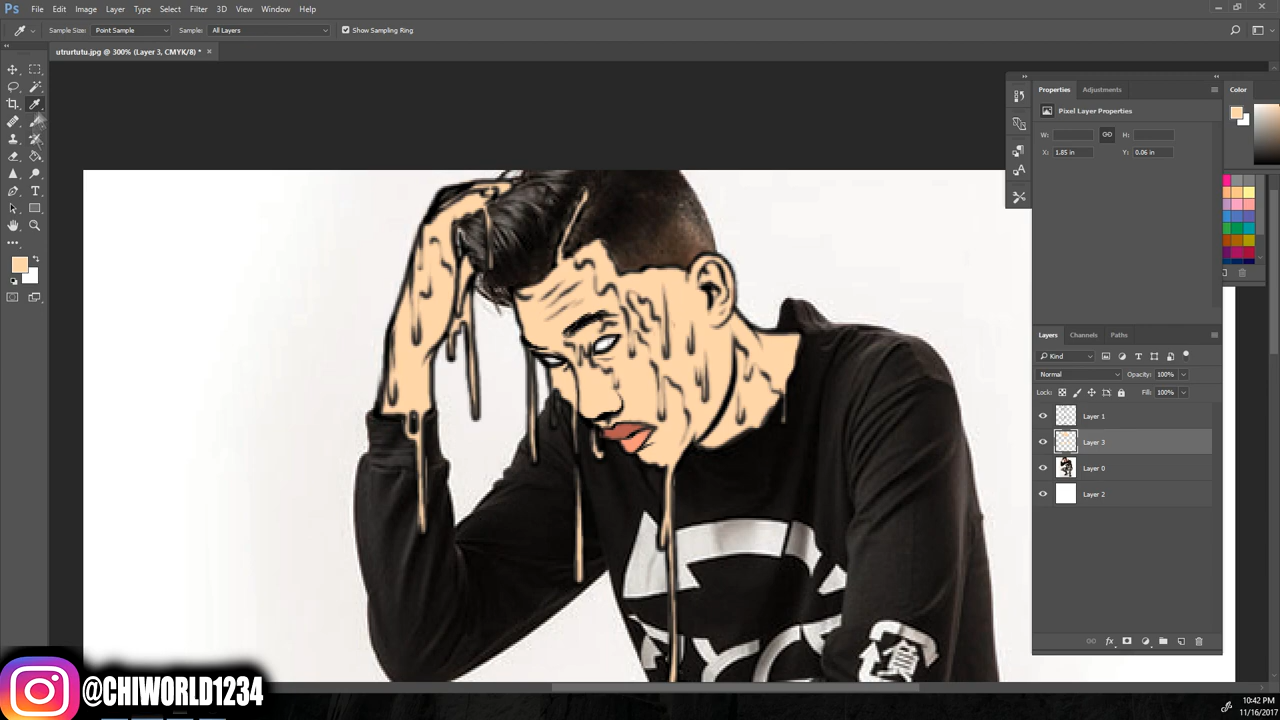 Ps File Edit Image Layer Type Select Filter 3D View Window Help
Sample Size: Point Sample Sample: All Layers Show Sampling Ring
utrurtutu.jpg @ 300% (Layer 3, CMYK/8) * ×
Properties Adjustments
Color
Pixel Layer Properties
W: H:
X: 1.85 in Y: 0.06 in
Layers Channels Paths
Kind
Normal Opacity: 100%
Lock: Fill: 100%
Layer 1
Layer 3
Layer 0
Layer 2
fx
@CHIWORLD1234
10:42 PM
11/16/2017